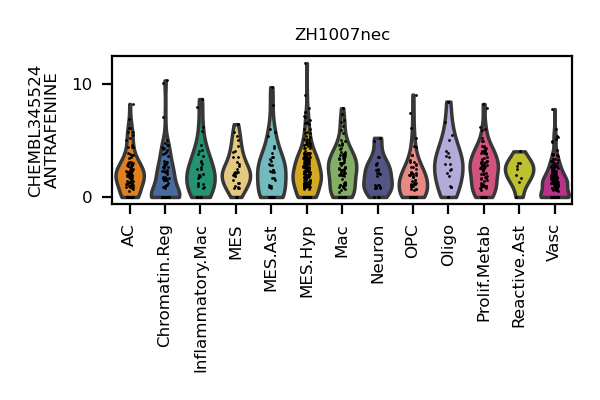 ZH1007nec
CHEMBL345524
ANTRAFENINE
10
0
AC
Chromatin.Reg
Inflammatory.Mac
MES
MES.Ast
MES.Hyp
Mac
Neuron
OPC
Oligo
Prolif.Metab
Reactive.Ast
Vasc